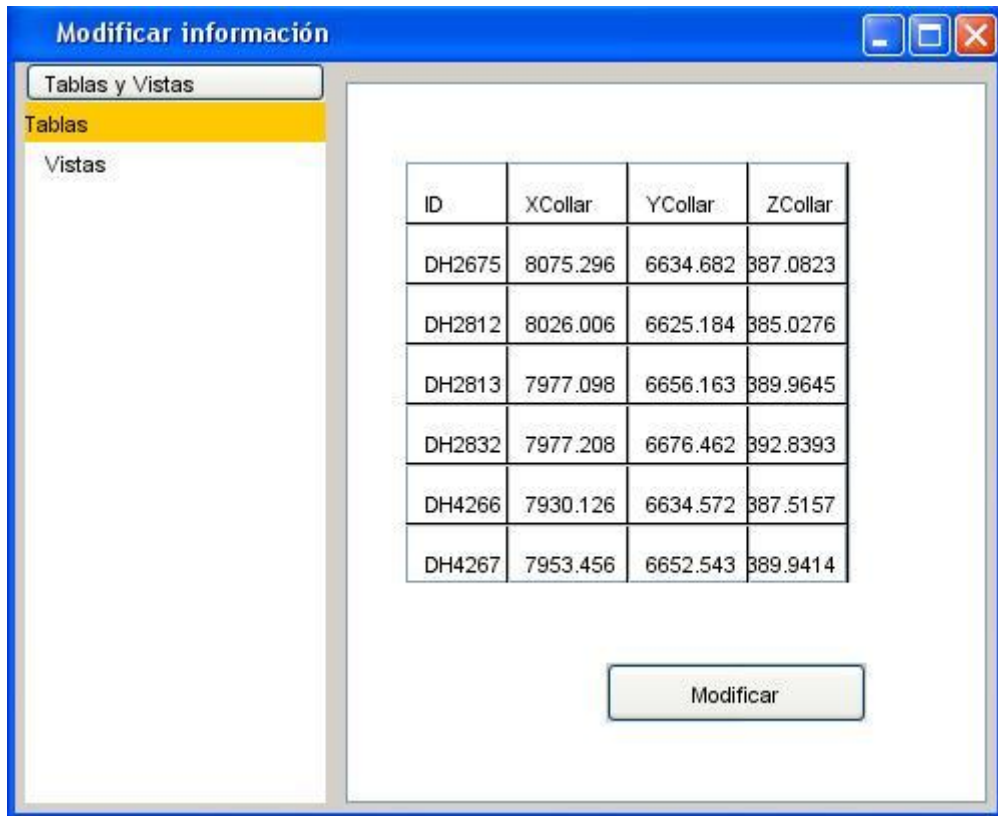 Modificar información
Tablas y Vistas
Tablas
Vistas
ID XCollar YCollar ZCollar
DH2675 8075.296 6634.682 387.0823
DH2812 8026.006 6625.184 385.0276
DH2813 7977.098 6656.163 389.9645
DH2832 7977.208 6676.462 392.8393
DH4266 7930.126 6634.572 387.5157
DH4267 7953.456 6652.543 389.9414
Modificar